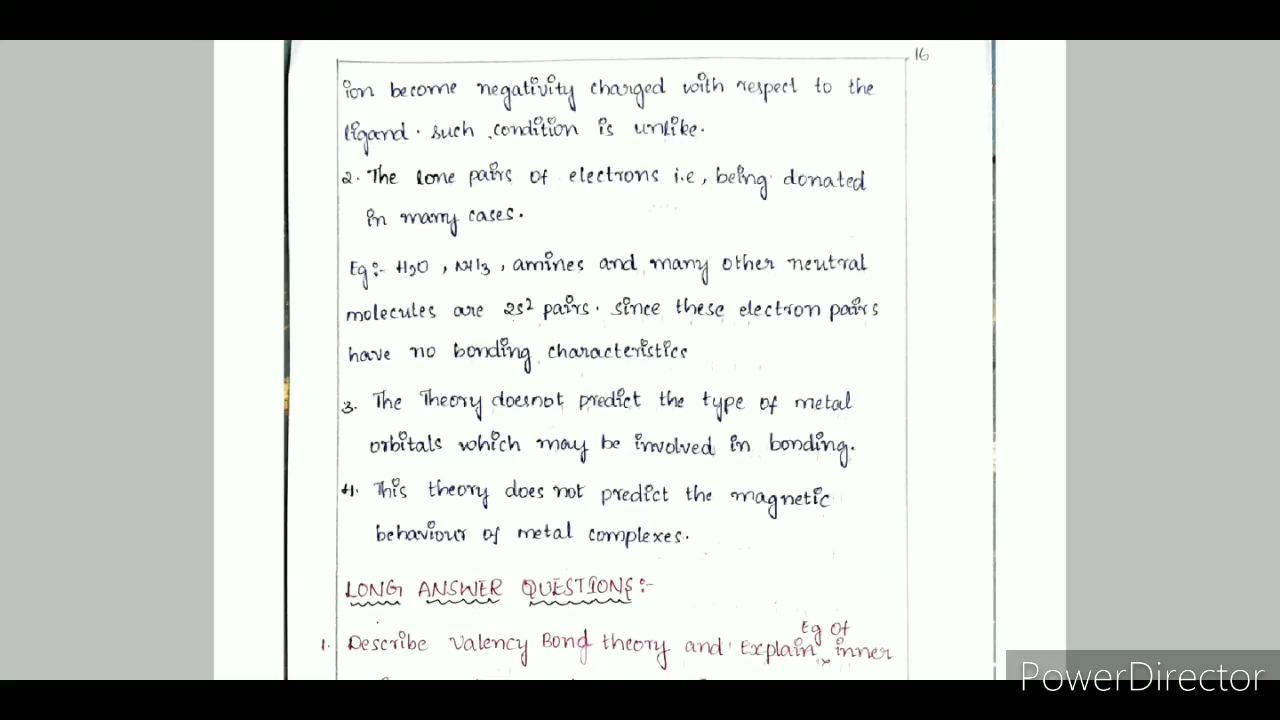 16
ion become negativity charged with respect to the
ligand. such condition is unlike.
2. The lone pairs of electrons i.e, being donated
in many cases.
Eg:- H2O, NH3, amines and many other neutral
molecules are 2s² pairs. since these electron pairs
have no bonding characteristics
3. The Theory doesnot predict the type of metal
orbitals which may be involved in bonding.
4. This theory does not predict the magnetic
behaviour of metal complexes.
LONG ANSWER QUESTIONS:-
Eg Of
1. Describe Valency Bond theory and Explain inner
PowerDirector